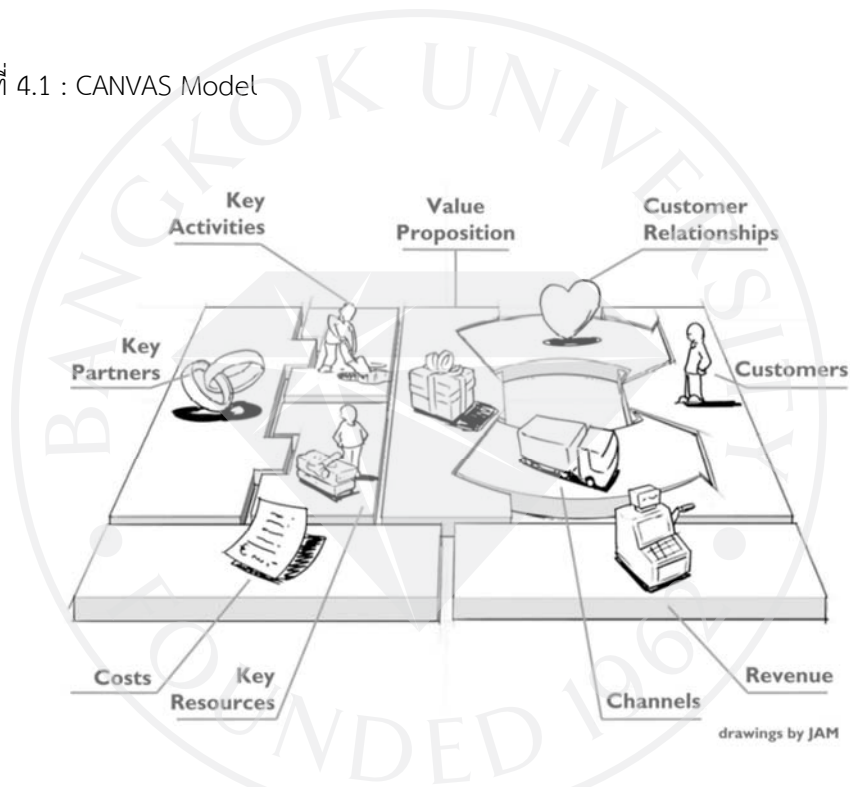 ที่ 4.1 : CANVAS Model
Key
Activities
Value
Proposition
Customer
Relationships
Key
Partners
Customers
Costs
Key
Resources
Channels
Revenue
drawings by JAM
BANGKOK UNIVERSITY
FOUNDED 1962